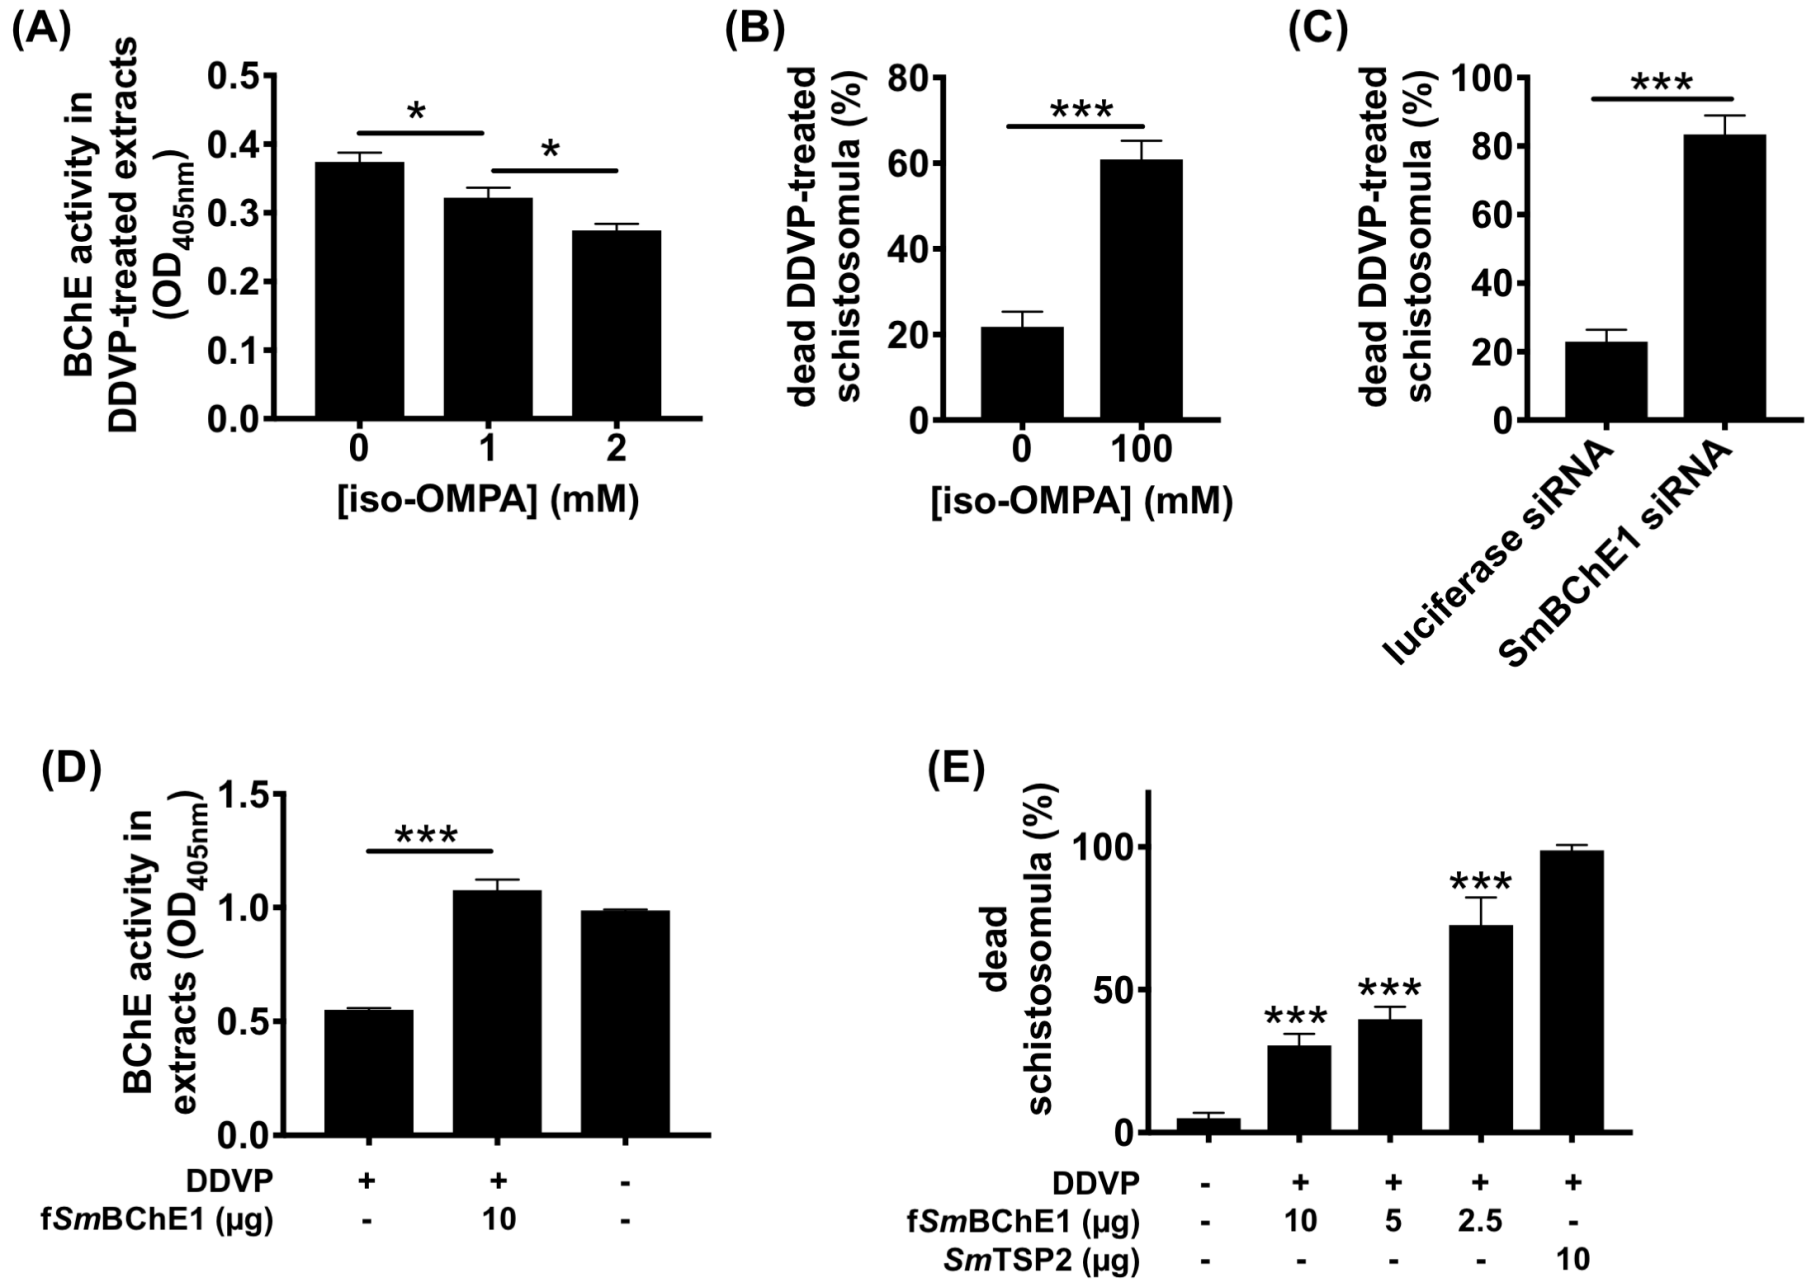 (A)
BChE activity in
DDVP-treated extracts
(OD405nm)
0.5
0.4
0.3
0.2
0.1
0.0
*
*
0 1 2
[iso-OMPA] (mM)
(B)
dead DDVP-treated
schistosomula (%)
80
60
40
20
0
***
0 100
[iso-OMPA] (mM)
(C)
dead DDVP-treated
schistosomula (%)
100
80
60
40
20
0
***
luciferase siRNA
SmBChE1 siRNA
(D)
BChE activity in
extracts (OD405nm)
1.5
1.0
0.5
0.0
***
DDVP + + -
fSmBChE1 (µg) - 10 -
(E)
dead
schistosomula (%)
100
50
0
***
***
***
DDVP - + + + +
fSmBChE1 (µg) - 10 5 2.5 -
SmTSP2 (µg) - - - - 10